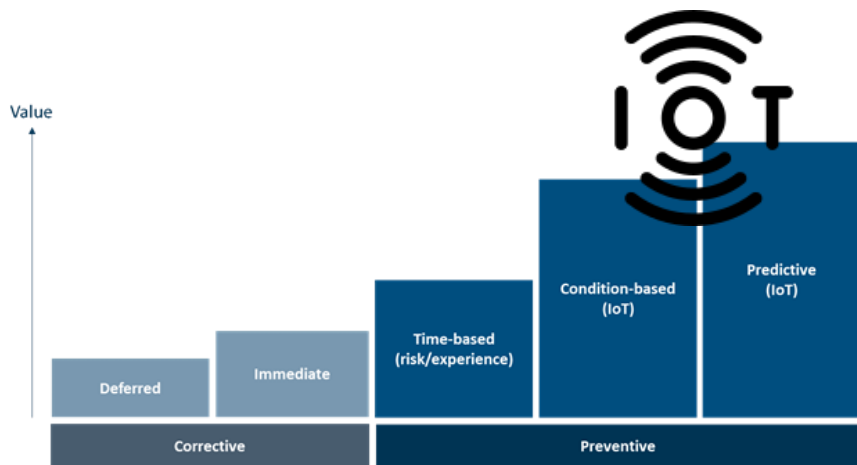 IOT
Value
Predictive
(IoT)
Condition-based
(IoT)
Time-based
(risk/experience)
Immediate
Deferred
Corrective
Preventive